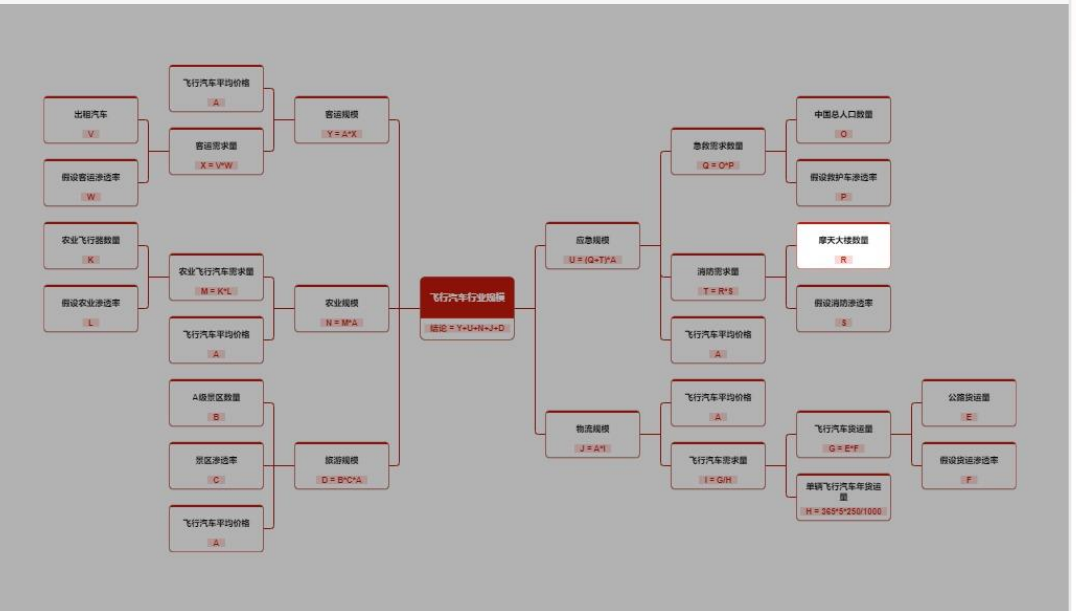 飞行汽车平均价格
A
出租汽车
V
客运规模
Y = A*X
客运需求量
X = V*W
假设客运渗透率
W
农业飞行器数量
K
农业飞行汽车需求量
M = K*L
假设农业渗透率
L
农业规模
N = M*A
飞行汽车平均价格
A
A级景区数量
B
景区渗透率
C
旅游规模
D = B*C*A
飞行汽车平均价格
A
飞行汽车行业规模
结论 = Y+U+N+J+D
中国总人口数量
O
急救需求数量
Q = O*P
假设救护车渗透率
P
应急规模
U = (Q+T)*A
摩天大楼数量
R
消防需求量
T = R*S
假设消防渗透率
S
飞行汽车平均价格
A
物流规模
J = A*I
飞行汽车平均价格
A
飞行汽车需求量
I = G/H
飞行汽车货运量
G = E*F
公路货运量
E
假设货运渗透率
F
单辆飞行汽车年货运
量
H = 365*5*250/1000